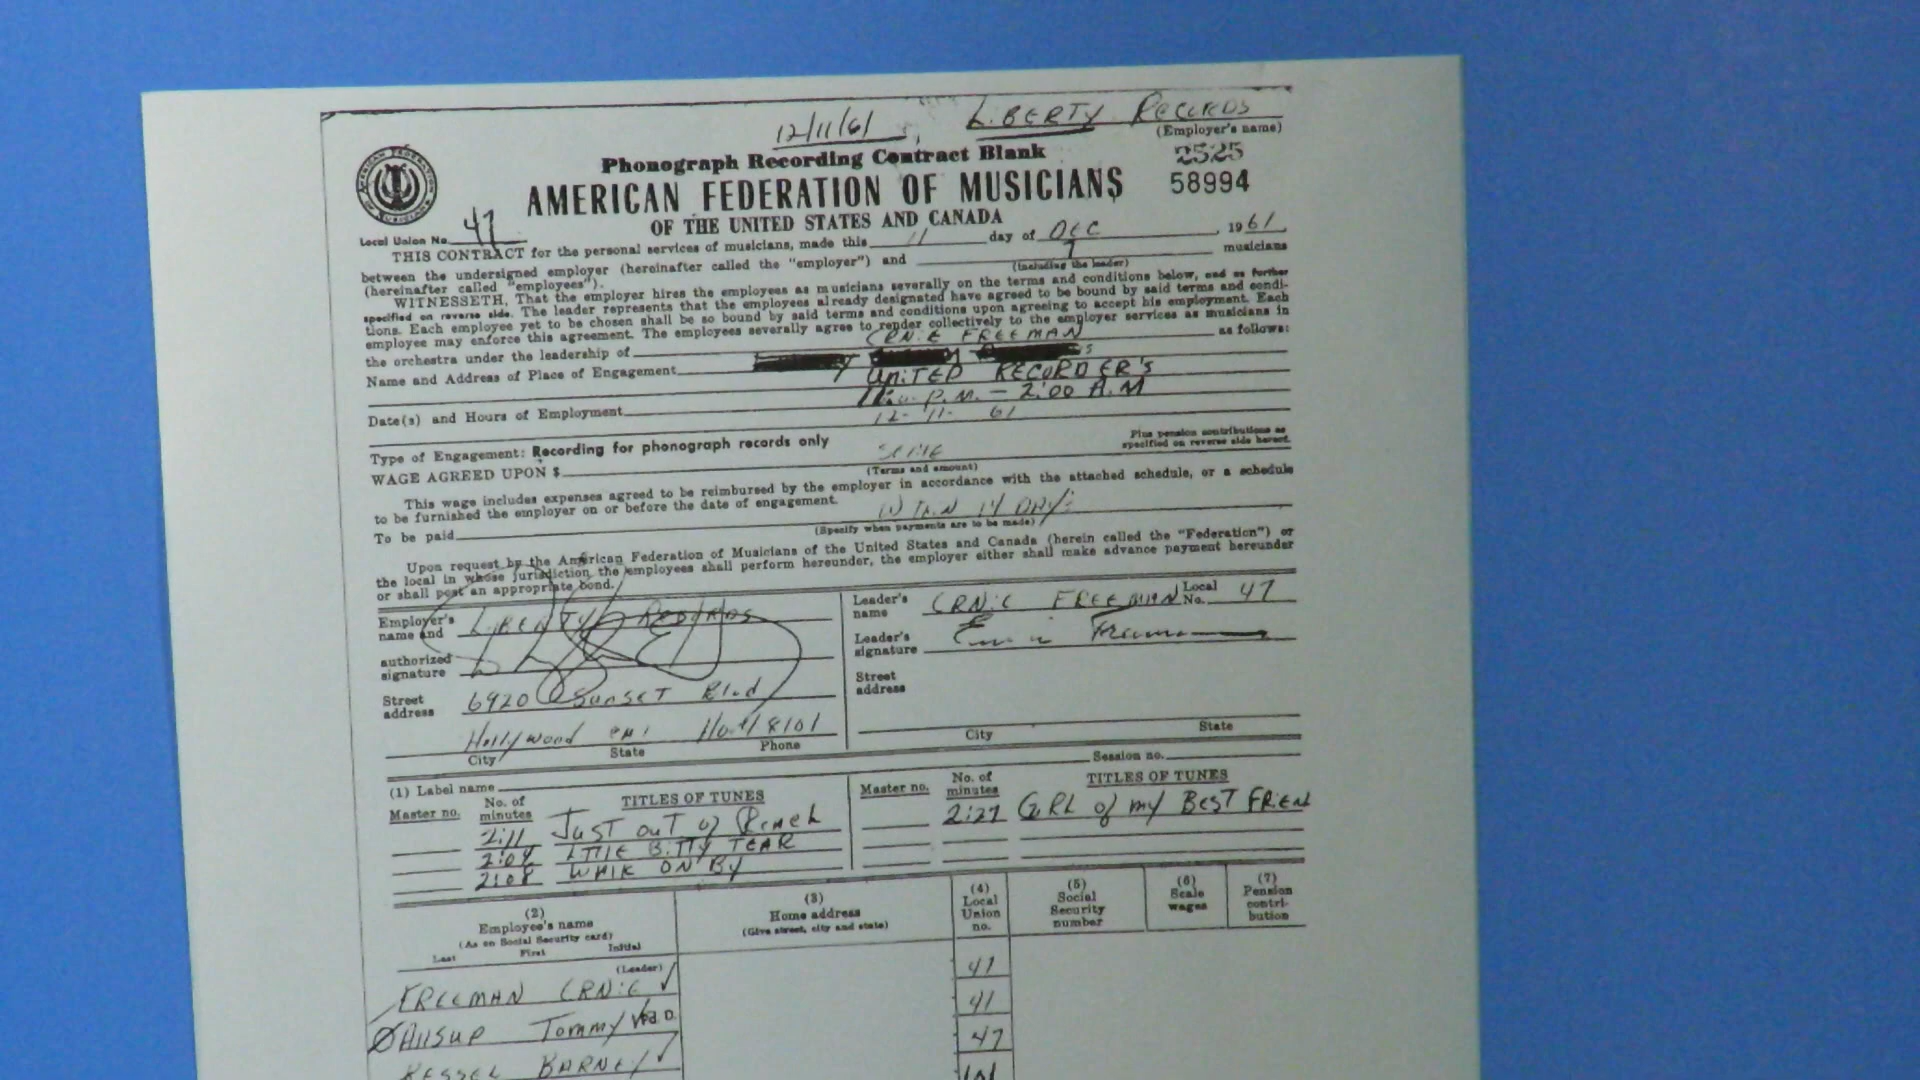 12/11/61, LIBERTY RECORDS
(Employer's name)
Phonograph Recording Contract Blank
2525
AMERICAN FEDERATION OF MUSICIANS
58994
OF THE UNITED STATES AND CANADA
Local Union No. 47
THIS CONTRACT for the personal services of musicians, made this 11 day of DEC, 1961
between the undersigned employer (hereinafter called the "employer") and 7 musicians
(including the leader)
(hereinafter called "employees").
WITNESSETH, That the employer hires the employees as musicians severally on the terms and conditions below, and as further
specified on reverse side. The leader represents that the employees already designated have agreed to be bound by said terms and condi-
tions. Each employee yet to be chosen shall be so bound by said terms and conditions upon agreeing to accept his employment. Each
employee may enforce this agreement. The employees severally agree to render collectively to the employer services as musicians in
the orchestra under the leadership of ERNIE FREEMAN as follows:
Name and Address of Place of Engagement UNITED RECORDER'S
P.M. - 2:00 A.M
Date(s) and Hours of Employment 12-11-61
Type of Engagement: Recording for phonograph records only
Plus pension contributions as
specified on reverse side hereof.
WAGE AGREED UPON $
(Terms and amount)
This wage includes expenses agreed to be reimbursed by the employer in accordance with the attached schedule, or a schedule
to be furnished the employer on or before the date of engagement.
To be paid 14 DAYS
(Specify when payments are to be made)
Upon request by the American Federation of Musicians of the United States and Canada (herein called the "Federation") or
the local in whose jurisdiction the employees shall perform hereunder, the employer either shall make advance payment hereunder
or shall post an appropriate bond.
Employer's name and LIBERTY RECORDS
authorized signature
Street address 6920 Sunset Blvd
Hollywood CAL Ho 48101
City State Phone
Leader's name ERNIE FREEMAN Local No. 47
Leader's signature Ernie Freeman
Street address
City State
Session no.
(1) Label name
Master no. No. of minutes TITLES OF TUNES
2:11 Just out of Reach
2:04 LITTLE BITTY TEAR
2:08 WALK ON BY
Master no. No. of minutes TITLES OF TUNES
2:27 GIRL of my BEST FRIEN
(2) Employee's name
(As on Social Security card)
Last First Initial
(3) Home address
(Give street, city and state)
(4) Local Union no.
(5) Social Security number
(6) Scale wages
(7) Pension contri-bution
(Leader)
FREEMAN ERNIE 47
Allsup Tommy Pd. 47
KESSEL BARNEY 47